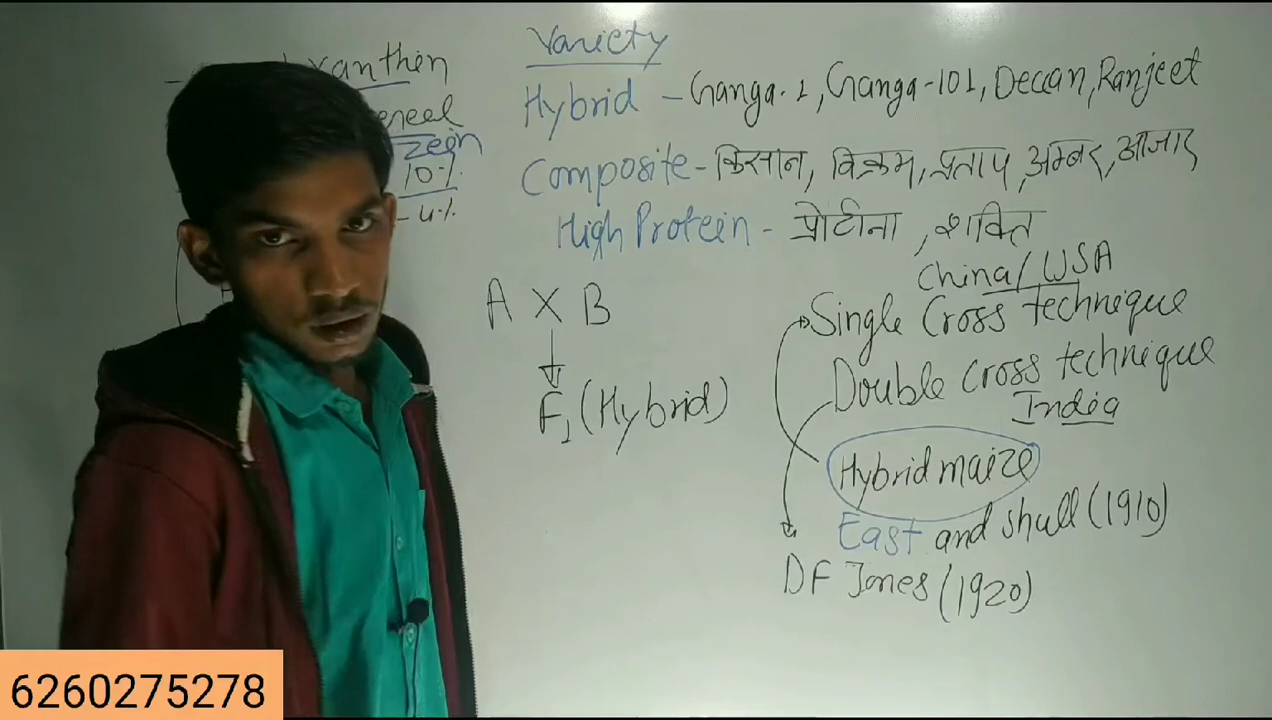 Variety
xanthin
Hybrid - Ganga-1, Ganga-101, Deccan, Ranjeet
Zein
10%
Composite - किसान, विक्रम, प्रताप, अम्बर, आजाद
- 4%
High Protein - प्रोटीना, शक्ति
China/USA
A X B
Single Cross technique
Double Cross technique
F1 (Hybrid)
India
Hybrid maize
East and shull (1910)
DF Jones (1920)
6260275278